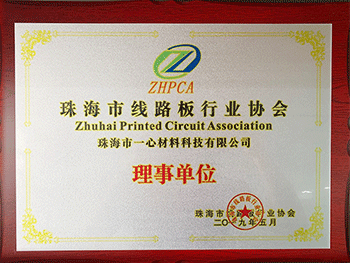 ZHPCA
珠海市线路板行业协会
Zhuhai Printed Circuit Association
珠海市一心材料科技有限公司
理事单位
珠海市线路板行业协会
二〇一九年五月